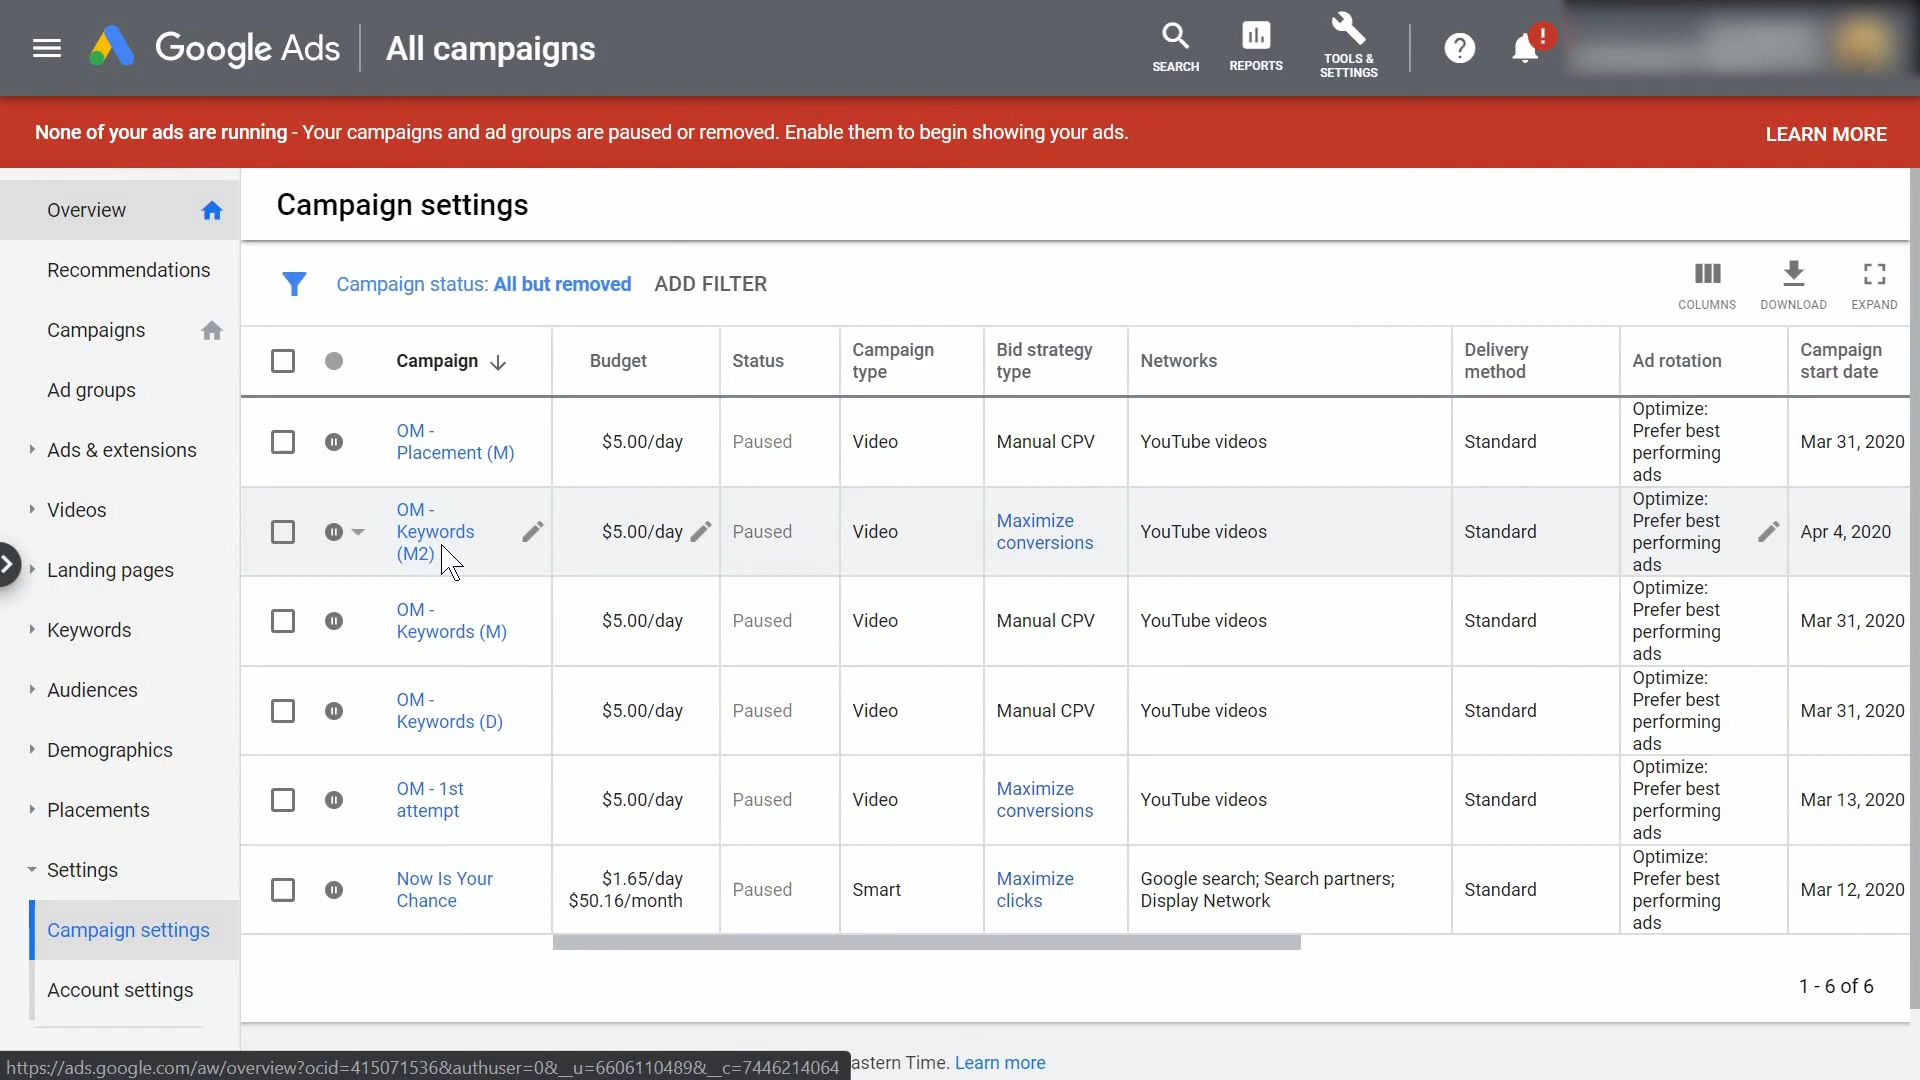 Google Ads
All campaigns
SEARCH
REPORTS
TOOLS &
SETTINGS
?
!
None of your ads are running - Your campaigns and ad groups are paused or removed. Enable them to begin showing your ads.
LEARN MORE
Overview
Recommendations
Campaigns
Ad groups
Ads & extensions
Videos
Landing pages
Keywords
Audiences
Demographics
Placements
Settings
Campaign settings
Account settings
Campaign settings
Campaign status: All but removed
ADD FILTER
COLUMNS
DOWNLOAD
EXPAND
Campaign
Budget
Status
Campaign
type
Bid strategy
type
Networks
Delivery
method
Ad rotation
Campaign
start date
OM -
Placement (M)
$5.00/day
Paused
Video
Manual CPV
YouTube videos
Standard
Optimize:
Prefer best
performing
ads
Mar 31, 2020
OM -
Keywords
(M2)
$5.00/day
Paused
Video
Maximize
conversions
YouTube videos
Standard
Optimize:
Prefer best
performing
ads
Apr 4, 2020
OM -
Keywords (M)
$5.00/day
Paused
Video
Manual CPV
YouTube videos
Standard
Optimize:
Prefer best
performing
ads
Mar 31, 2020
OM -
Keywords (D)
$5.00/day
Paused
Video
Manual CPV
YouTube videos
Standard
Optimize:
Prefer best
performing
ads
Mar 31, 2020
OM - 1st
attempt
$5.00/day
Paused
Video
Maximize
conversions
YouTube videos
Standard
Optimize:
Prefer best
performing
ads
Mar 13, 2020
Now Is Your
Chance
$1.65/day
$50.16/month
Paused
Smart
Maximize
clicks
Google search; Search partners;
Display Network
Standard
Optimize:
Prefer best
performing
ads
Mar 12, 2020
1 - 6 of 6
https://ads.google.com/aw/overview?ocid=415071536&authuser=0&__u=6606110489&__c=7446214064
astern Time. Learn more